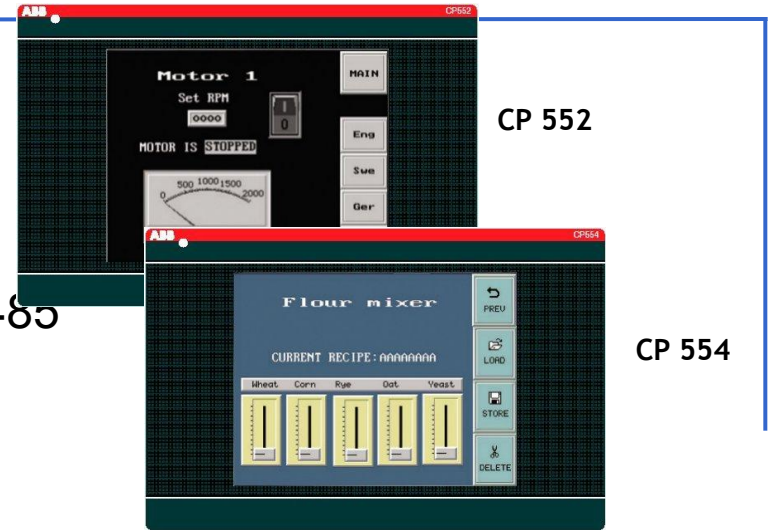 ABB
CP552
Motor 1
Set RPM
0000
MOTOR IS STOPPED
0 500 1000 1500 2000
MAIN
Eng
Swe
Ger
I
0
CP 552
-85
ABB
CP554
Flour mixer
CURRENT RECIPE:AAAAAAAA
Wheat Corn Rye Oat Yeast
PREV
LOAD
STORE
DELETE
CP 554